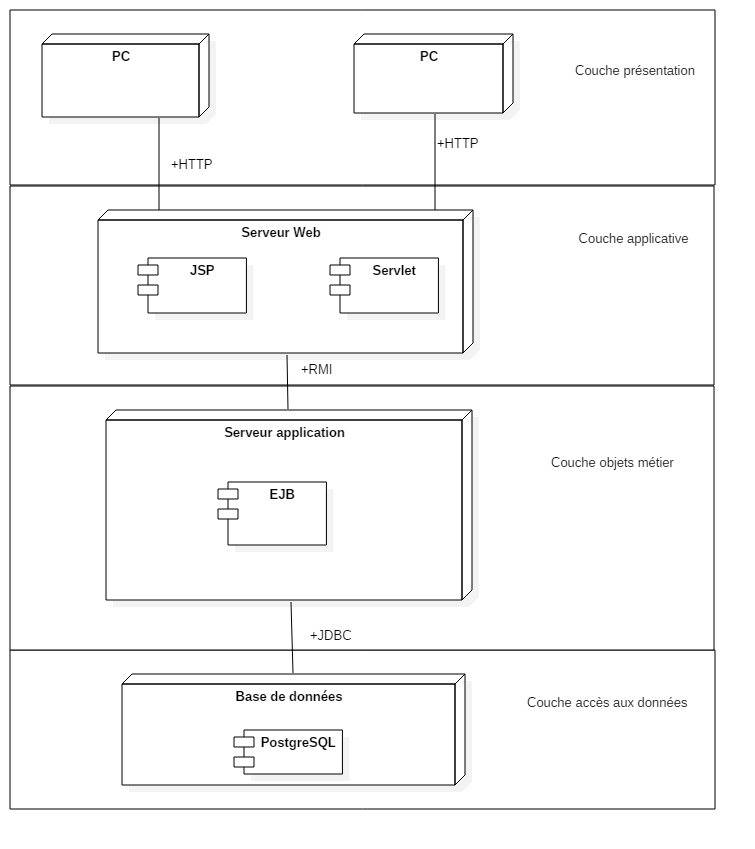 PC
PC
Couche présentation
+HTTP
+HTTP
Serveur Web
Couche applicative
JSP
Servlet
+RMI
Serveur application
Couche objets métier
EJB
+JDBC
Base de données
Couche accès aux données
PostgreSQL